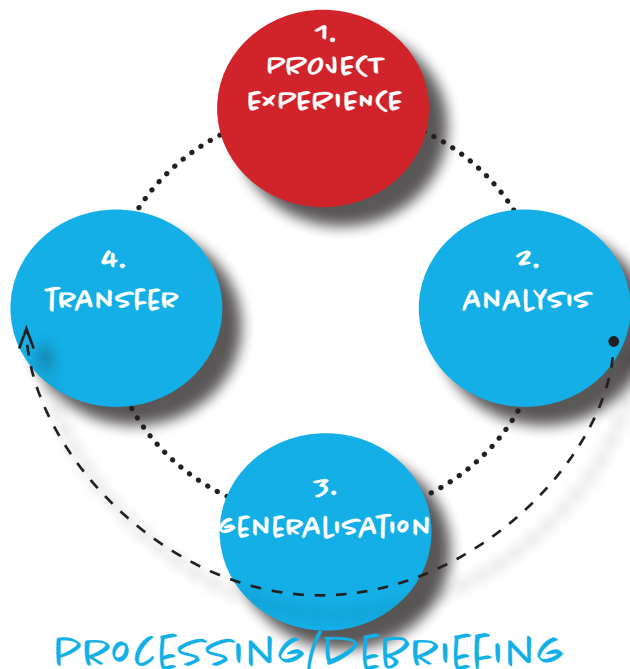 1.
PROJECT
EXPERIENCE
2.
ANALYSIS
3.
GENERALISATION
4.
TRANSFER
PROCESSING/DEBRIEFING